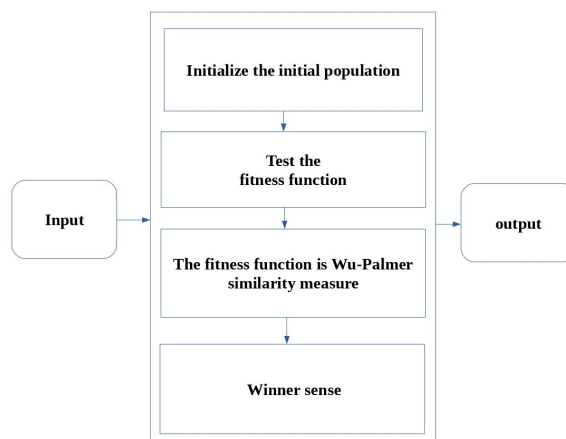 Initialize the initial population
Test the
fitness function
Input
output
The fitness function is Wu-Palmer
similarity measure
Winner sense